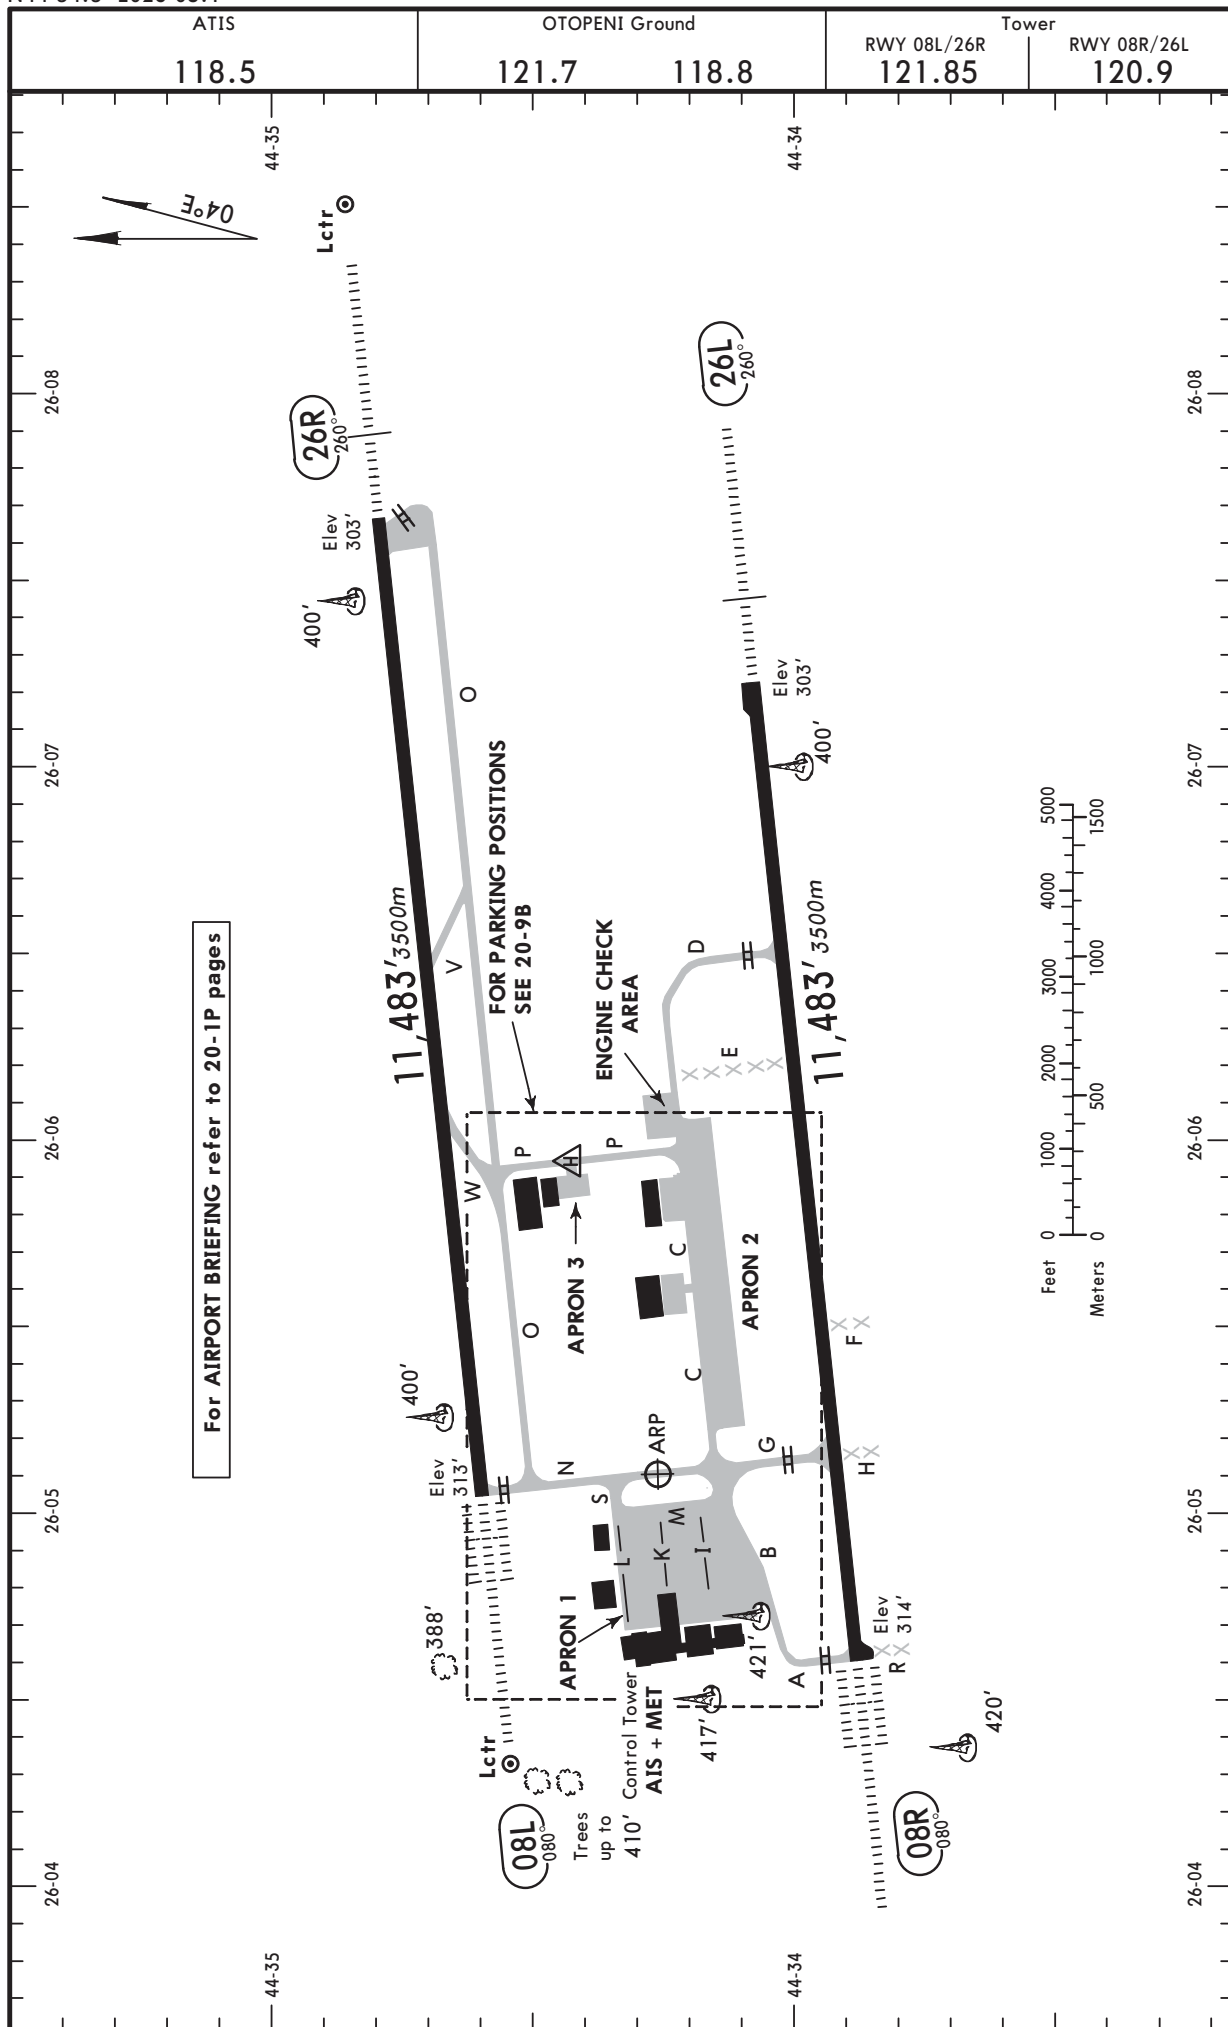 ATIS
118.5
OTOPENI Ground
121.7 118.8
Tower
RWY 08L/26R
121.85
RWY 08R/26L
120.9
44-35
44-34
04°E
Lctr
26-08
26-08
26R
260°
26L
260°
Elev
303'
400'
Elev
303'
400'
26-07
26-07
O
For AIRPORT BRIEFING refer to 20-1P pages
11,483' 3500m
V
FOR PARKING POSITIONS
SEE 20-9B
ENGINE CHECK
AREA
D
E
11,483' 3500m
Feet 0 1000 2000 3000 4000 5000
Meters 0 500 1000 1500
26-06
26-06
W
P
H
P
APRON 3
C
APRON 2
O
C
F
400'
Elev
313'
N
ARP
G
H
26-05
26-05
S
L
K
M
I
B
APRON 1
388'
421'
A
Elev
314'
R
Control Tower
AIS + MET
417'
420'
Lctr
Trees
up to
410'
08L
080°
08R
080°
26-04
26-04
44-35
44-34